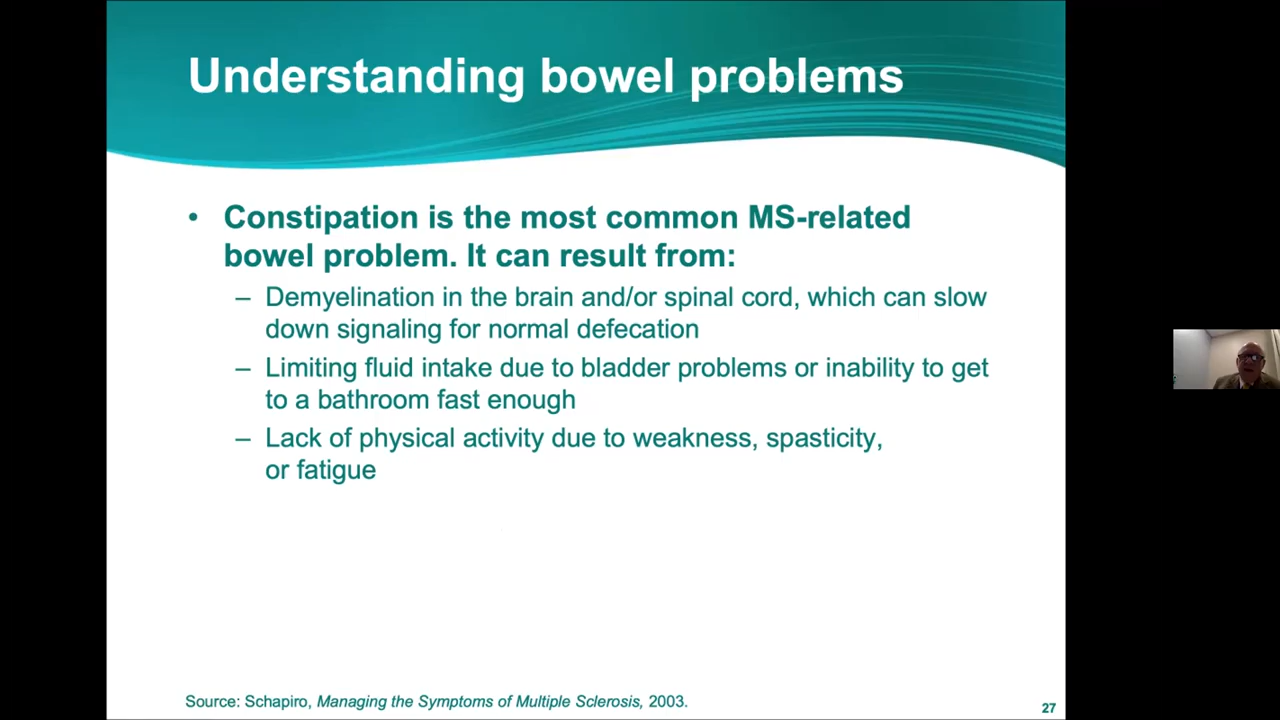 Understanding bowel problems
• Constipation is the most common MS-related
bowel problem. It can result from:
– Demyelination in the brain and/or spinal cord, which can slow
down signaling for normal defecation
– Limiting fluid intake due to bladder problems or inability to get
to a bathroom fast enough
– Lack of physical activity due to weakness, spasticity,
or fatigue
Source: Schapiro, Managing the Symptoms of Multiple Sclerosis, 2003.
27